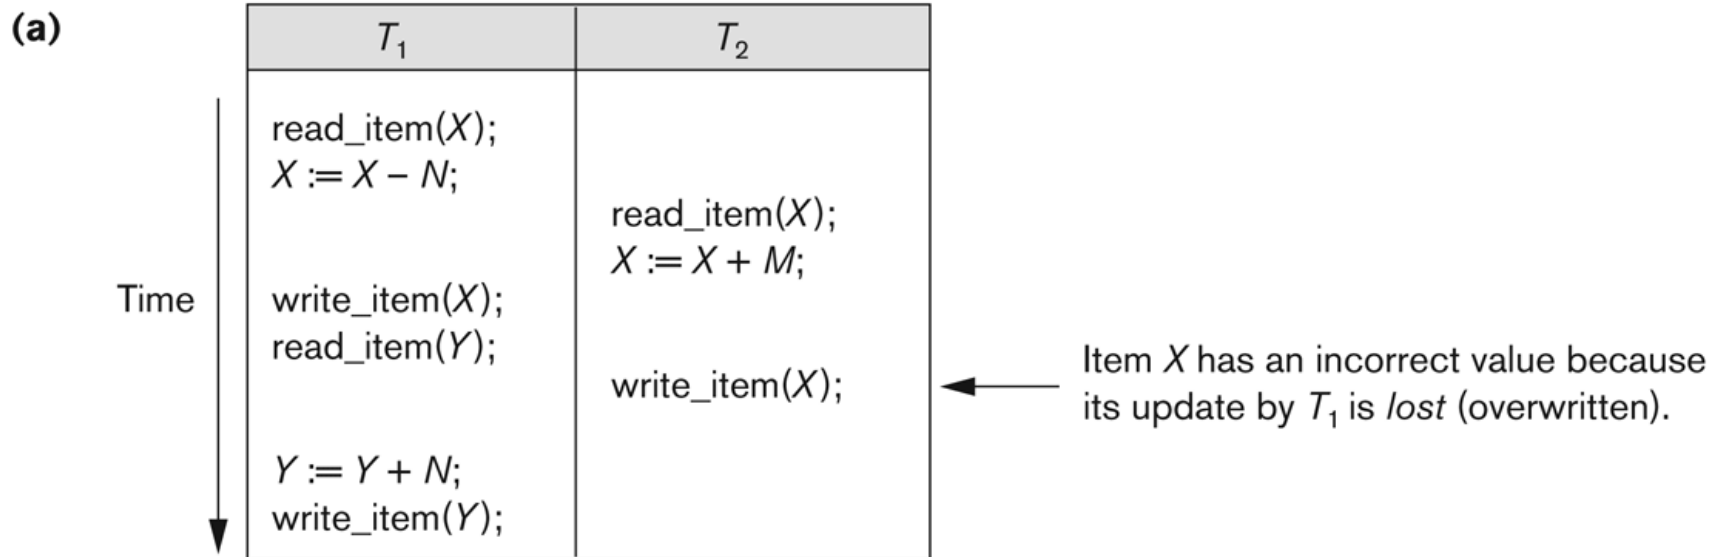 (a)
T₁ T₂
read_item(X);
X := X – N;
read_item(X);
X := X + M;
Time
write_item(X);
read_item(Y);
write_item(X);
Item X has an incorrect value because
its update by T₁ is lost (overwritten).
Y := Y + N;
write_item(Y);